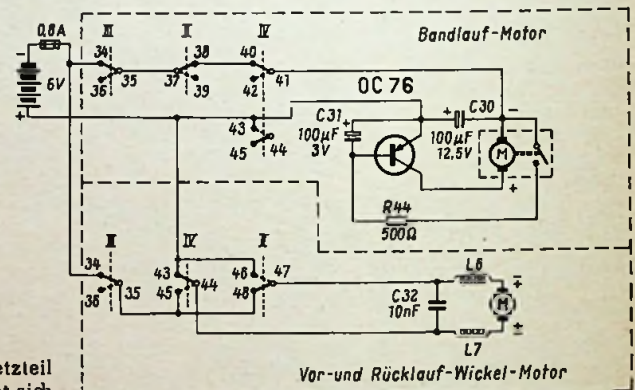 0,8A
III
II
IV
Bandlauf-Motor
34
36
35
37
38
39
40
42
41
OC 76
−
6V
+
43
45
44
C31
+
100µF
3V
+
C30
100µF
12,5V
−
M
+
R44
500Ω
III
IV
II
34
36
35
43
45
44
46
48
47
C32
10nF
L6
L7
M
Vor-und Rücklauf-Wickel-Motor
etzteil